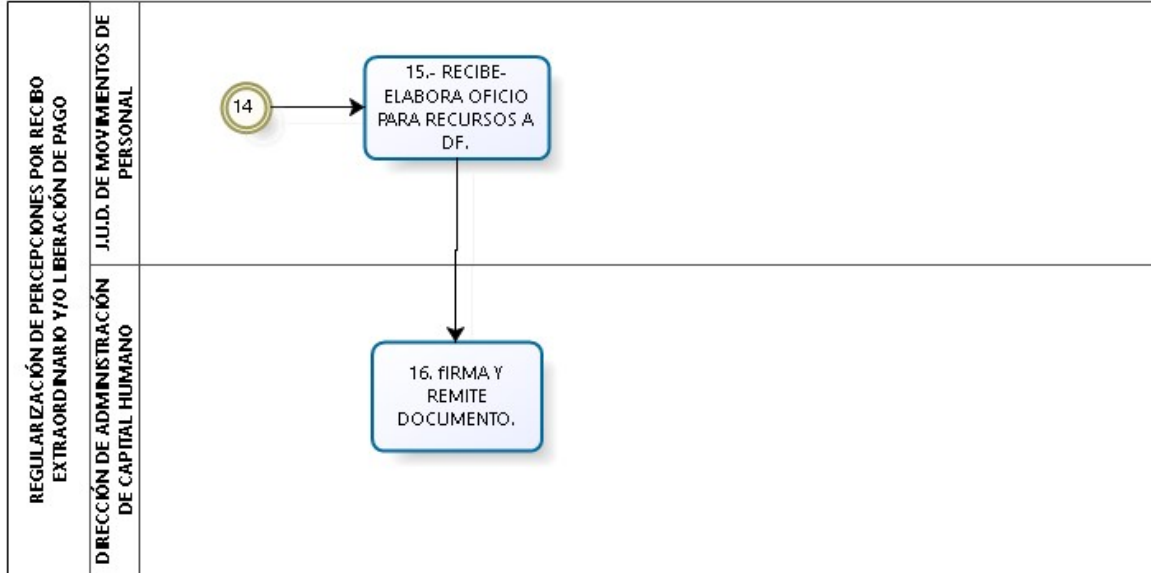 REGULARIZACIÓN DE PERCEPCIONES POR RECIBO
EXTRAORDINARIO Y/O LIBERACIÓN DE PAGO
J.U.D. DE MOVIMIENTOS DE
PERSONAL
14
15.- RECIBE-
ELABORA OFICIO
PARA RECURSOS A
DF.
DIRECCIÓN DE ADMINISTRACIÓN
DE CAPITAL HUMANO
16. fIRMA Y
REMITE
DOCUMENTO.